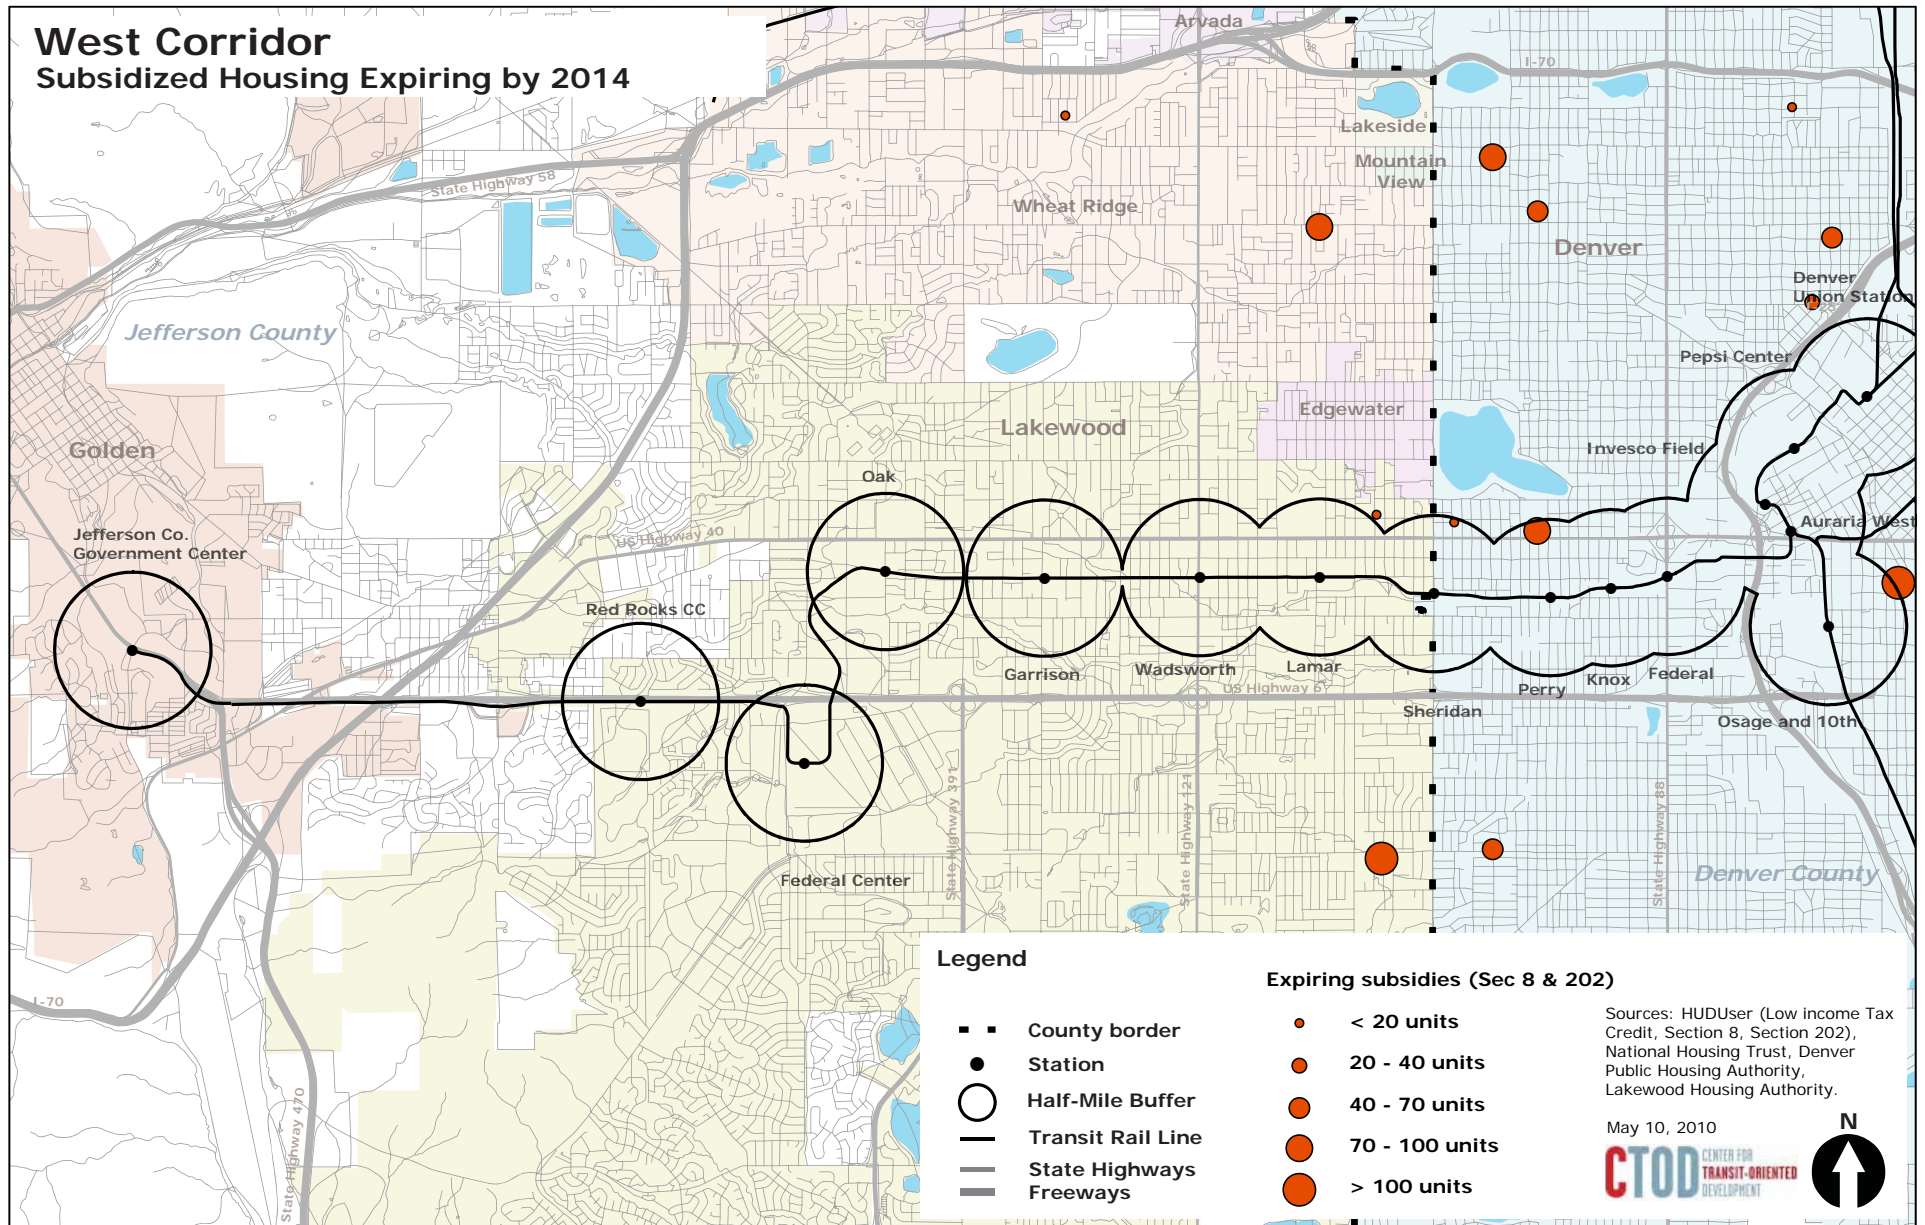 West Corridor
Subsidized Housing Expiring by 2014
Arvada
I-70
Lakeside
Mountain
View
State Highway 58
Wheat Ridge
Denver
Denver
Union Station
Jefferson County
Pepsi Center
Edgewater
Lakewood
Golden
Invesco Field
Oak
Auraria West
Jefferson Co.
Government Center
US Highway 40
Red Rocks CC
Garrison
Wadsworth
Lamar
US Highway 6
Perry
Knox
Federal
Sheridan
Osage and 10th
State Highway 391
State Highway 121
State Highway 88
Federal Center
Denver County
I-70
State Highway 470
Legend
County border
Station
Half-Mile Buffer
Transit Rail Line
State Highways
Freeways
Expiring subsidies (Sec 8 & 202)
< 20 units
20 - 40 units
40 - 70 units
70 - 100 units
> 100 units
Sources: HUDUser (Low income Tax
Credit, Section 8, Section 202),
National Housing Trust, Denver
Public Housing Authority,
Lakewood Housing Authority.
May 10, 2010
CTOD
CENTER FOR
TRANSIT-ORIENTED
DEVELOPMENT
N